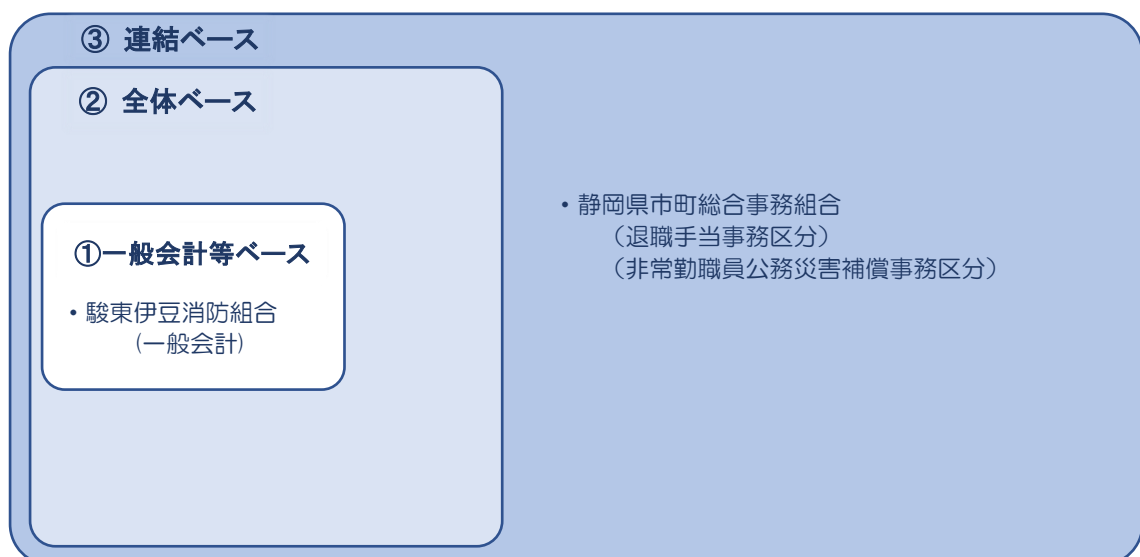 ③ 連結ベース
② 全体ベース
①一般会計等ベース
・駿東伊豆消防組合
(一般会計)
・静岡県市町総合事務組合
（退職手当事務区分）
（非常勤職員公務災害補償事務区分）